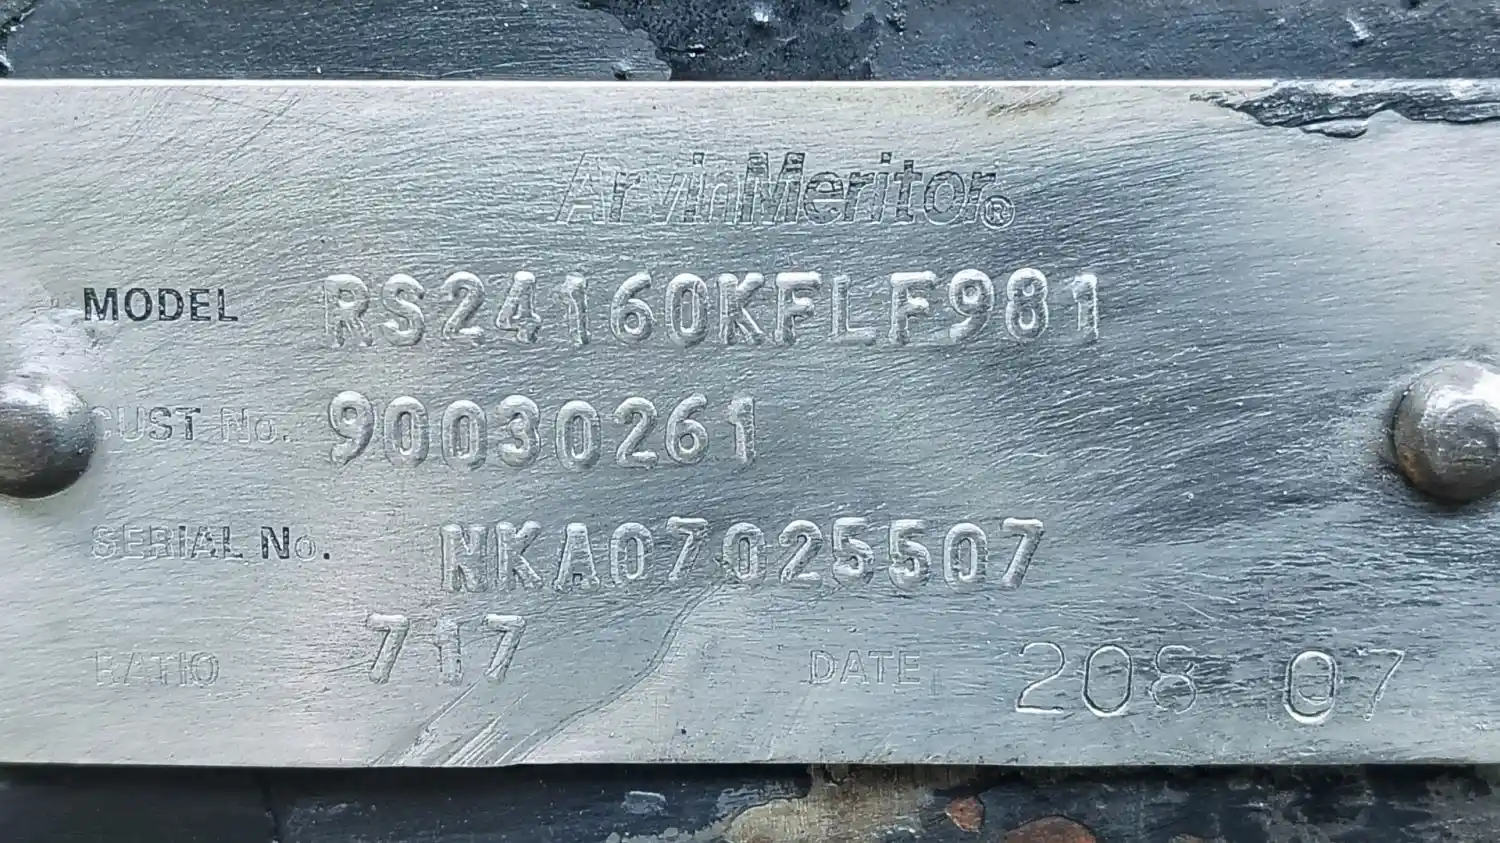 ArvinMeritor®
MODEL RS24160KFLF981
CUST No. 90030261
SERIAL No. NKA07025507
RATIO 717 DATE 208 07